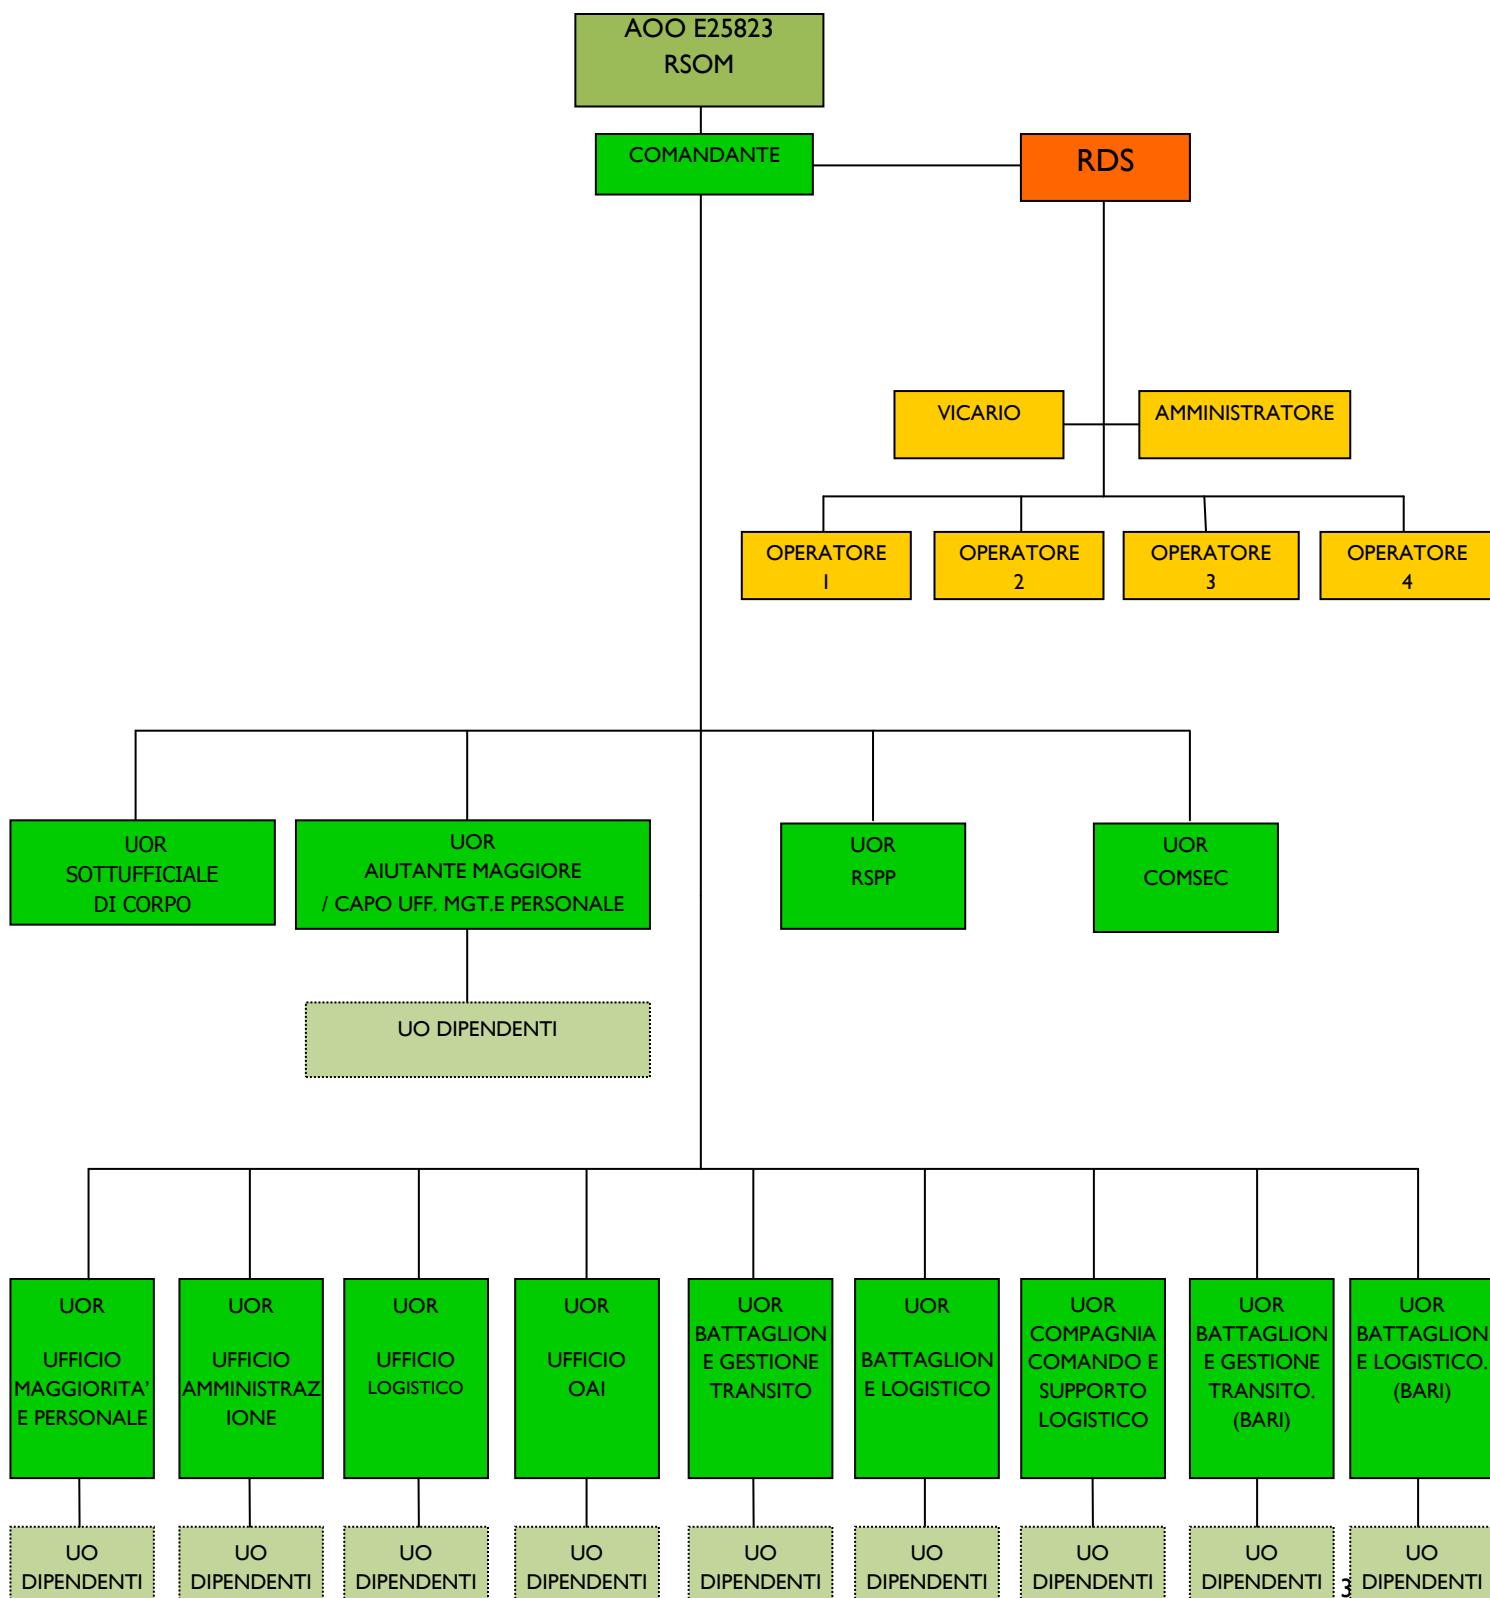 AOO E25823
RSOM
COMANDANTE
RDS
VICARIO
AMMINISTRATORE
OPERATORE
1
OPERATORE
2
OPERATORE
3
OPERATORE
4
UOR
SOTTUFFICIALE
DI CORPO
UOR
AIUTANTE MAGGIORE
/ CAPO UFF. MGT.E PERSONALE
UOR
RSPP
UOR
COMSEC
UO DIPENDENTI
UOR
UFFICIO
MAGGIORITA'
E PERSONALE
UOR
UFFICIO
AMMINISTRAZ
IONE
UOR
UFFICIO
LOGISTICO
UOR
UFFICIO
OAI
UOR
BATTAGLION
E GESTIONE
TRANSITO
UOR
BATTAGLION
E LOGISTICO
UOR
COMPAGNIA
COMANDO E
SUPPORTO
LOGISTICO
UOR
BATTAGLION
E GESTIONE
TRANSITO.
(BARI)
UOR
BATTAGLION
E LOGISTICO.
(BARI)
UO
DIPENDENTI
UO
DIPENDENTI
UO
DIPENDENTI
UO
DIPENDENTI
UO
DIPENDENTI
UO
DIPENDENTI
UO
DIPENDENTI
UO
DIPENDENTI
3
UO
DIPENDENTI